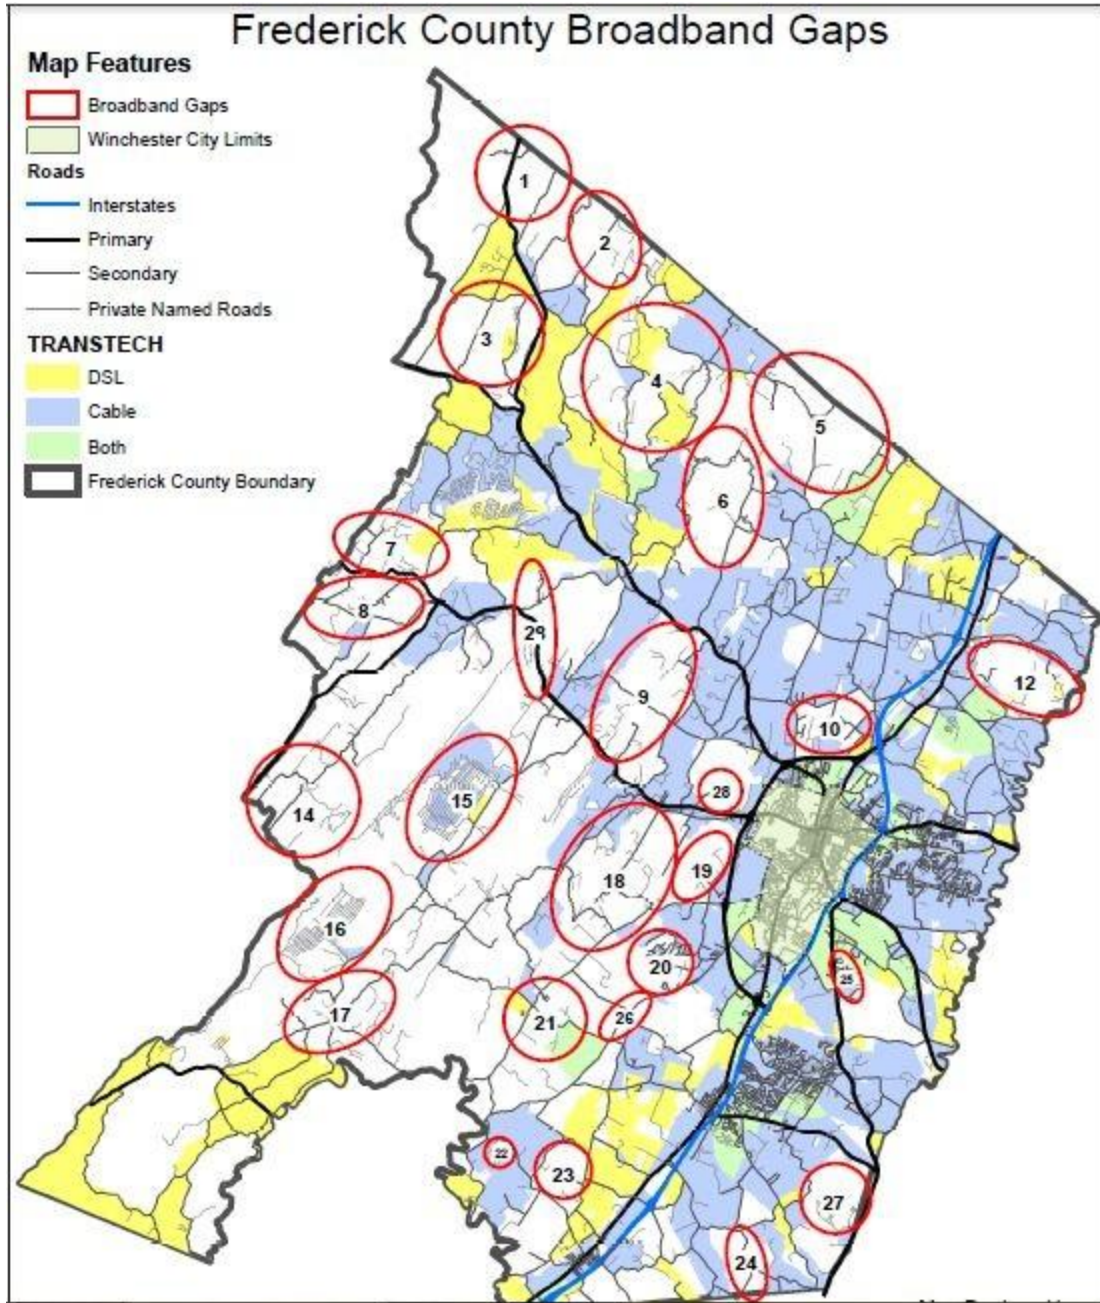 Frederick County Broadband Gaps
Map Features
Broadband Gaps
Winchester City Limits
Roads
Interstates
Primary
Secondary
Private Named Roads
TRANSTECH
DSL
Cable
Both
Frederick County Boundary
1
2
3
4
5
6
7
8
29
9
12
10
28
15
14
18
19
16
20
25
17
21
26
22
23
27
24